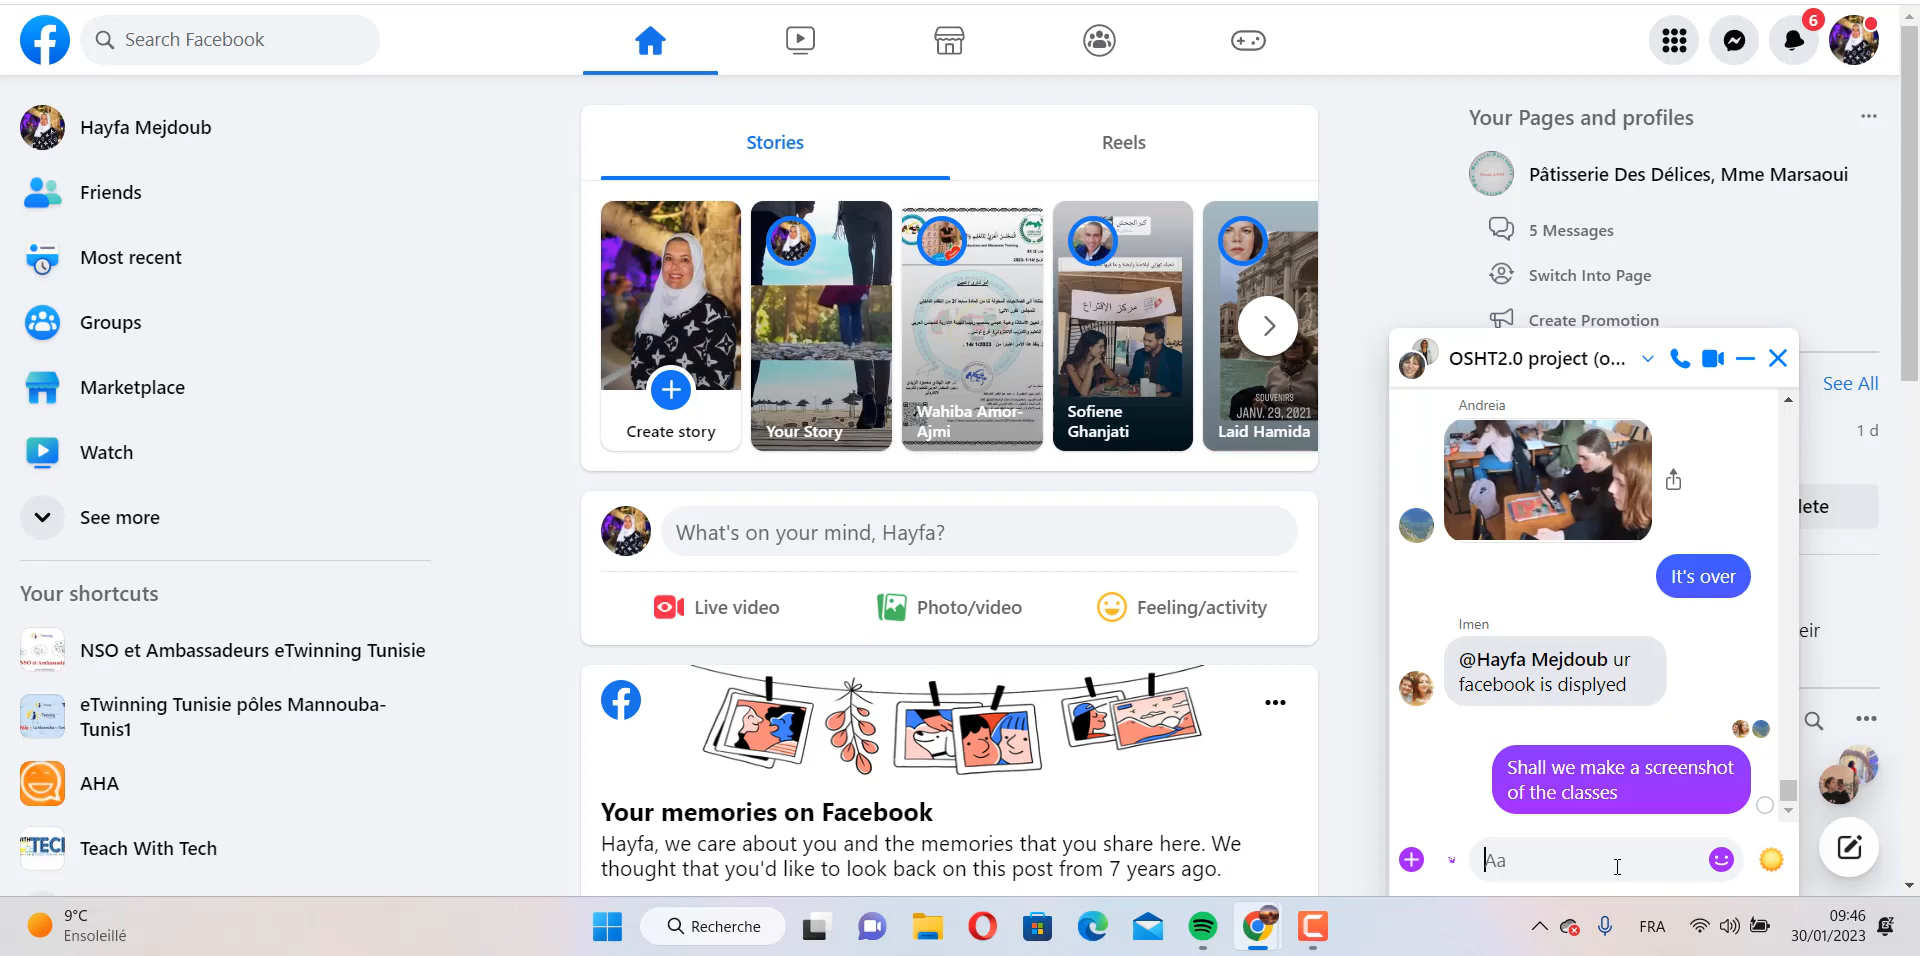 Search Facebook
6
Hayfa Mejdoub
Friends
Most recent
Groups
Marketplace
Watch
See more
Your shortcuts
NSO et Ambassadeurs eTwinning Tunisie
eTwinning Tunisie pôles Mannouba-
Tunis1
AHA
Teach With Tech
Stories
Reels
Create story
Your Story
Wahiba Amor-
Ajmi
مركز الإقتراع
Sofiene
Ghanjati
SOUVENIRS
JANV. 29, 2021
Laid Hamida
What's on your mind, Hayfa?
Live video
Photo/video
Feeling/activity
Your memories on Facebook
Hayfa, we care about you and the memories that you share here. We
thought that you'd like to look back on this post from 7 years ago.
Your Pages and profiles
Pâtisserie Des Délices, Mme Marsaoui
5 Messages
Switch Into Page
Create Promotion
See All
1 d
lete
eir
OSHT2.0 project (o...
Andreia
It's over
Imen
@Hayfa Mejdoub ur
facebook is displyed
Shall we make a screenshot
of the classes
Aa
9°C
Ensoleillé
Recherche
FRA
09:46
30/01/2023